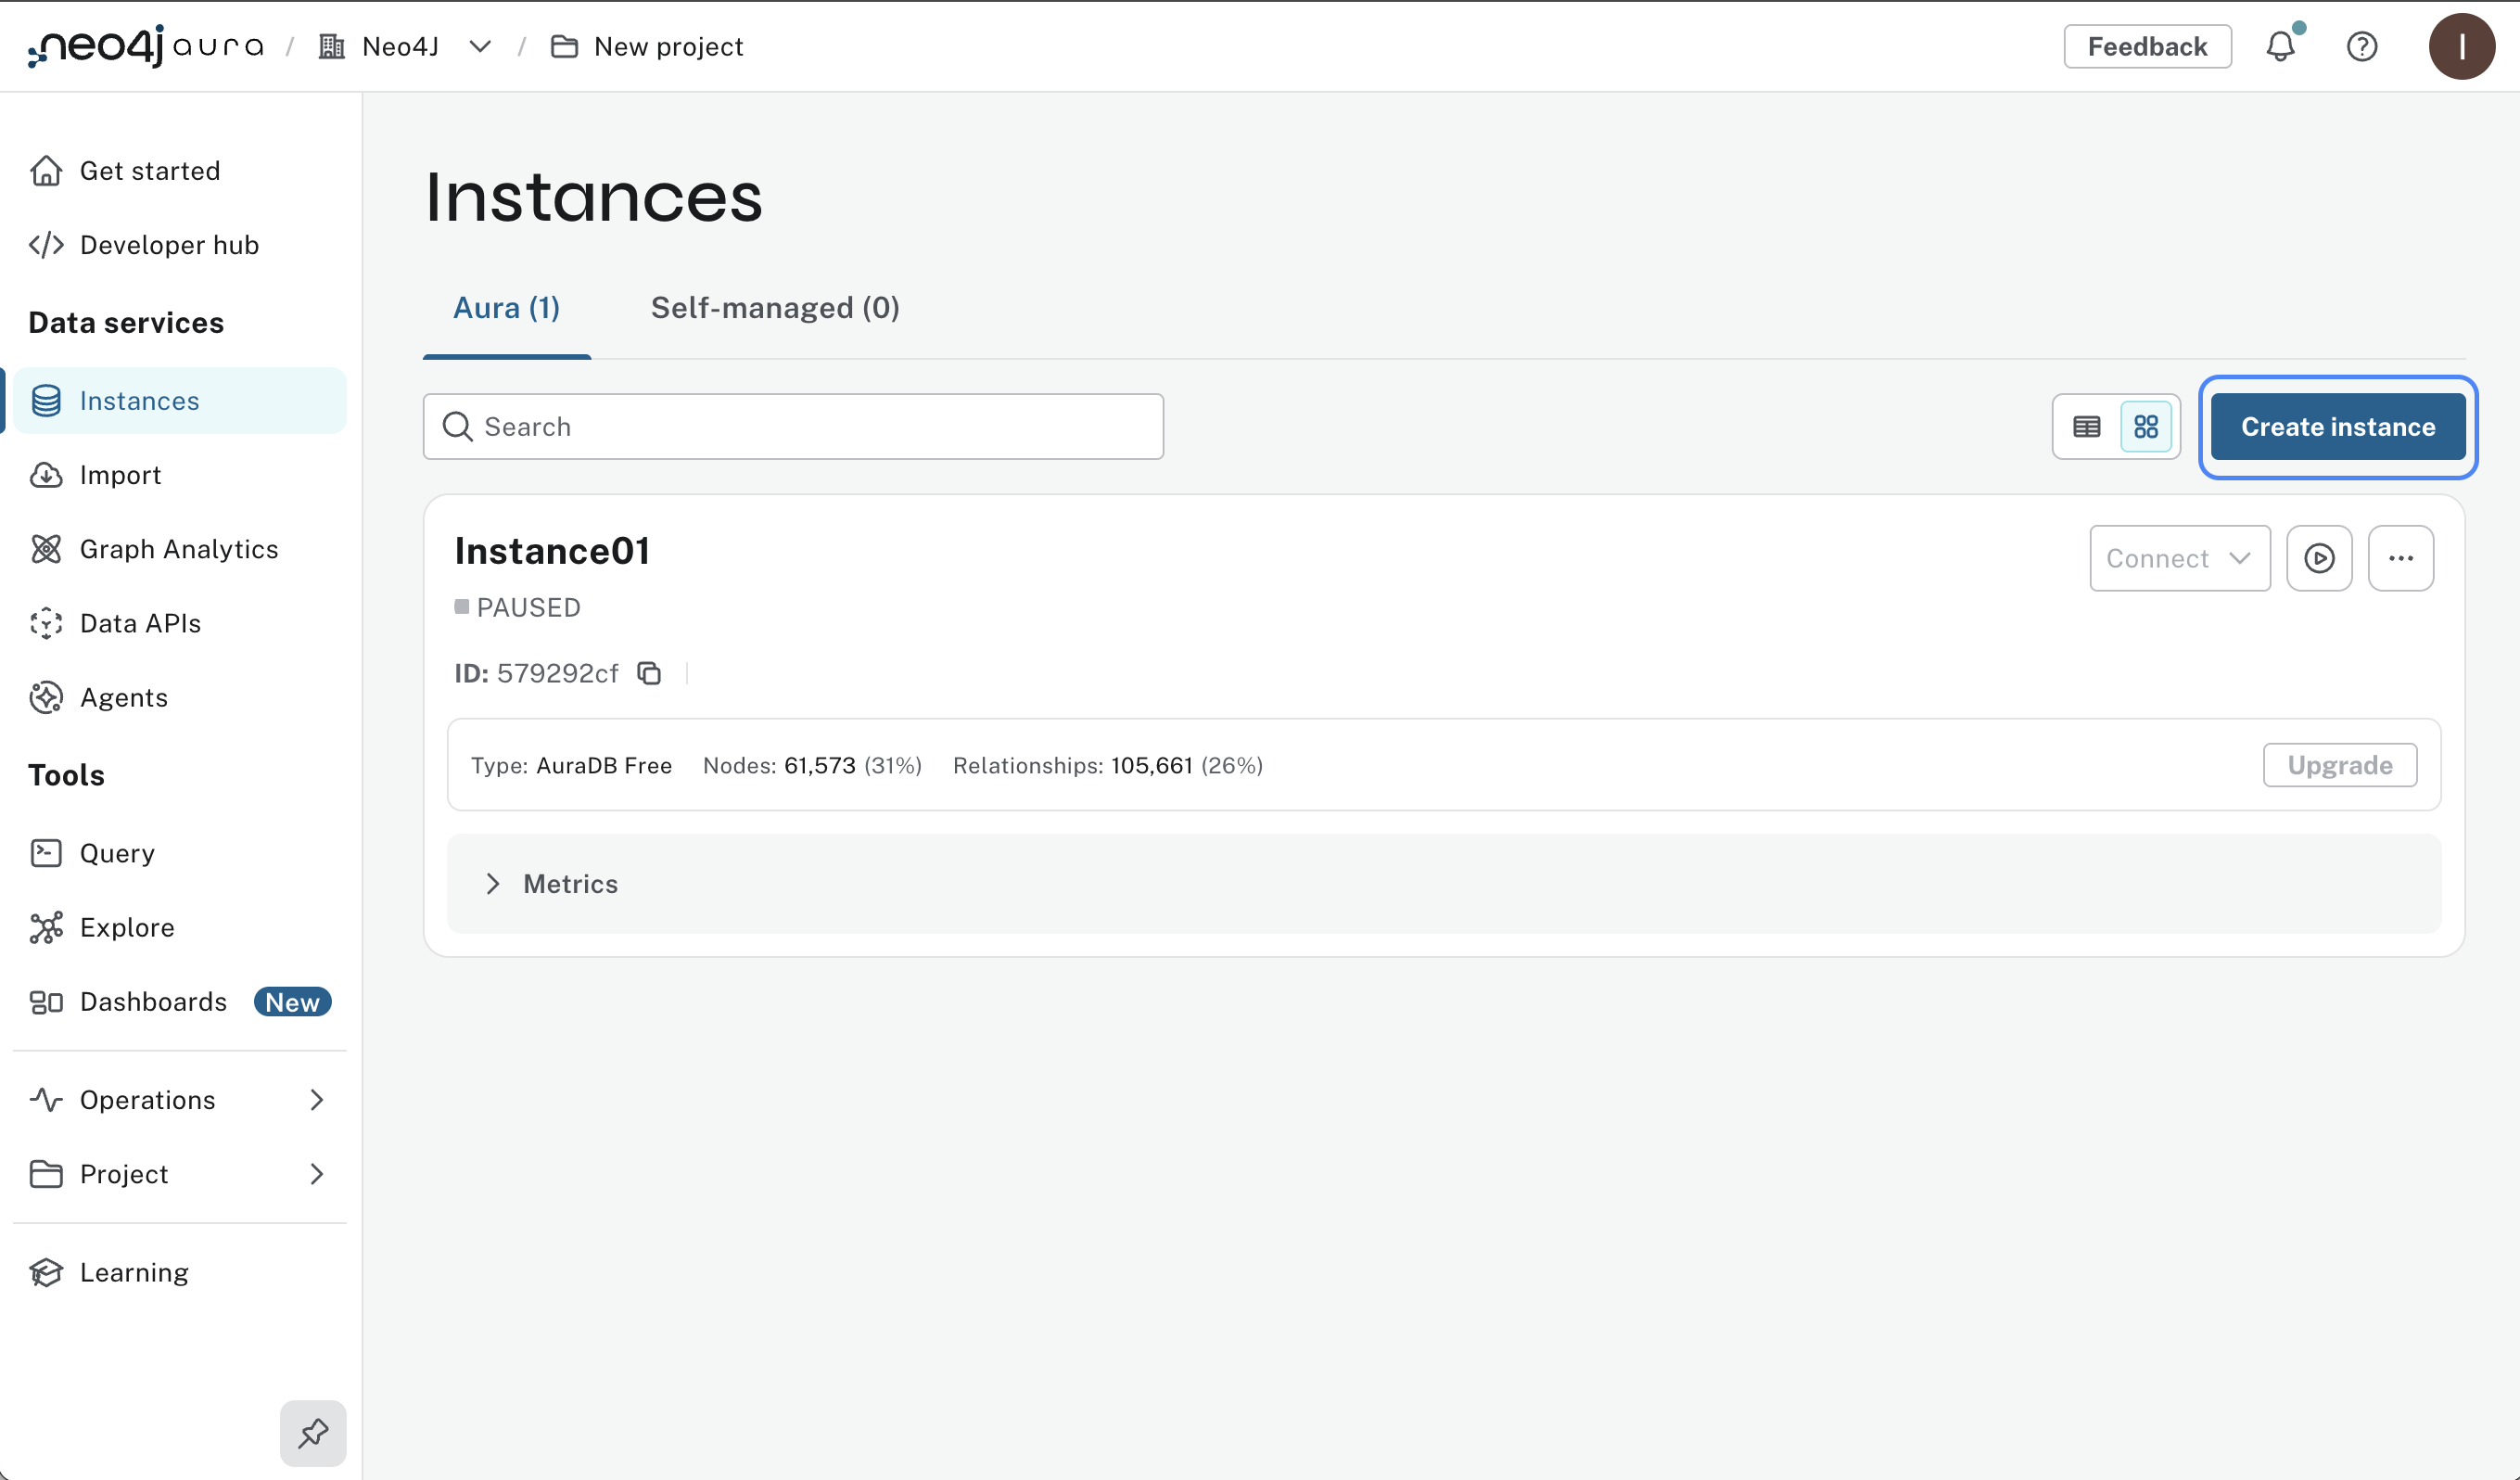 neo4j aura / Neo4J / New project
Feedback
I
Get started
Developer hub
Data services
Instances
Import
Graph Analytics
Data APIs
Agents
Tools
Query
Explore
Dashboards New
Operations
Project
Learning
Instances
Aura (1) Self-managed (0)
Search
Create instance
Instance01
Connect
PAUSED
ID: 579292cf
Type: AuraDB Free Nodes: 61,573 (31%) Relationships: 105,661 (26%)
Upgrade
Metrics